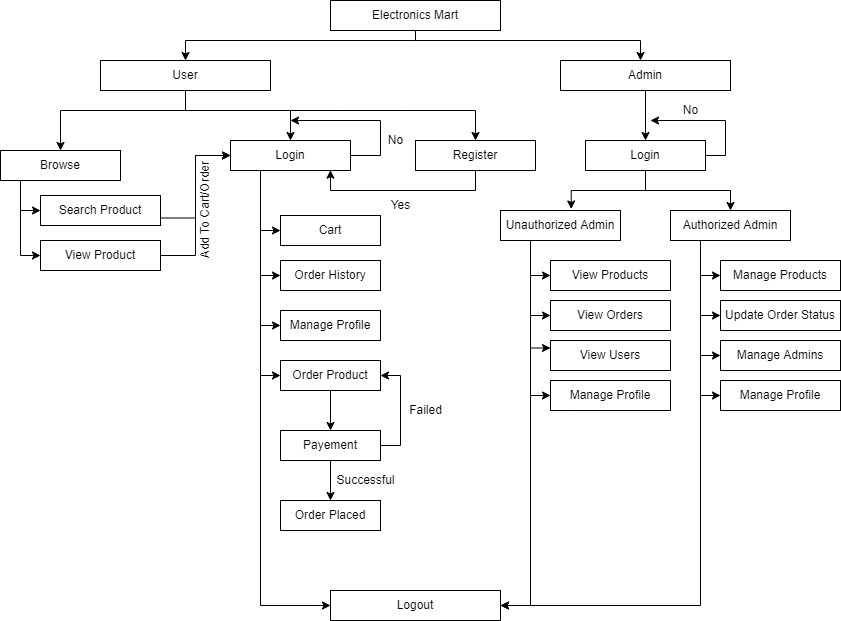 Electronics Mart
User
Admin
No
Browse
Login
No
Register
Login
Search Product
View Product
Add To Cart/Order
Yes
Cart
Order History
Manage Profile
Order Product
Failed
Payement
Successful
Order Placed
Unauthorized Admin
Authorized Admin
View Products
Manage Products
View Orders
Update Order Status
View Users
Manage Admins
Manage Profile
Manage Profile
Logout